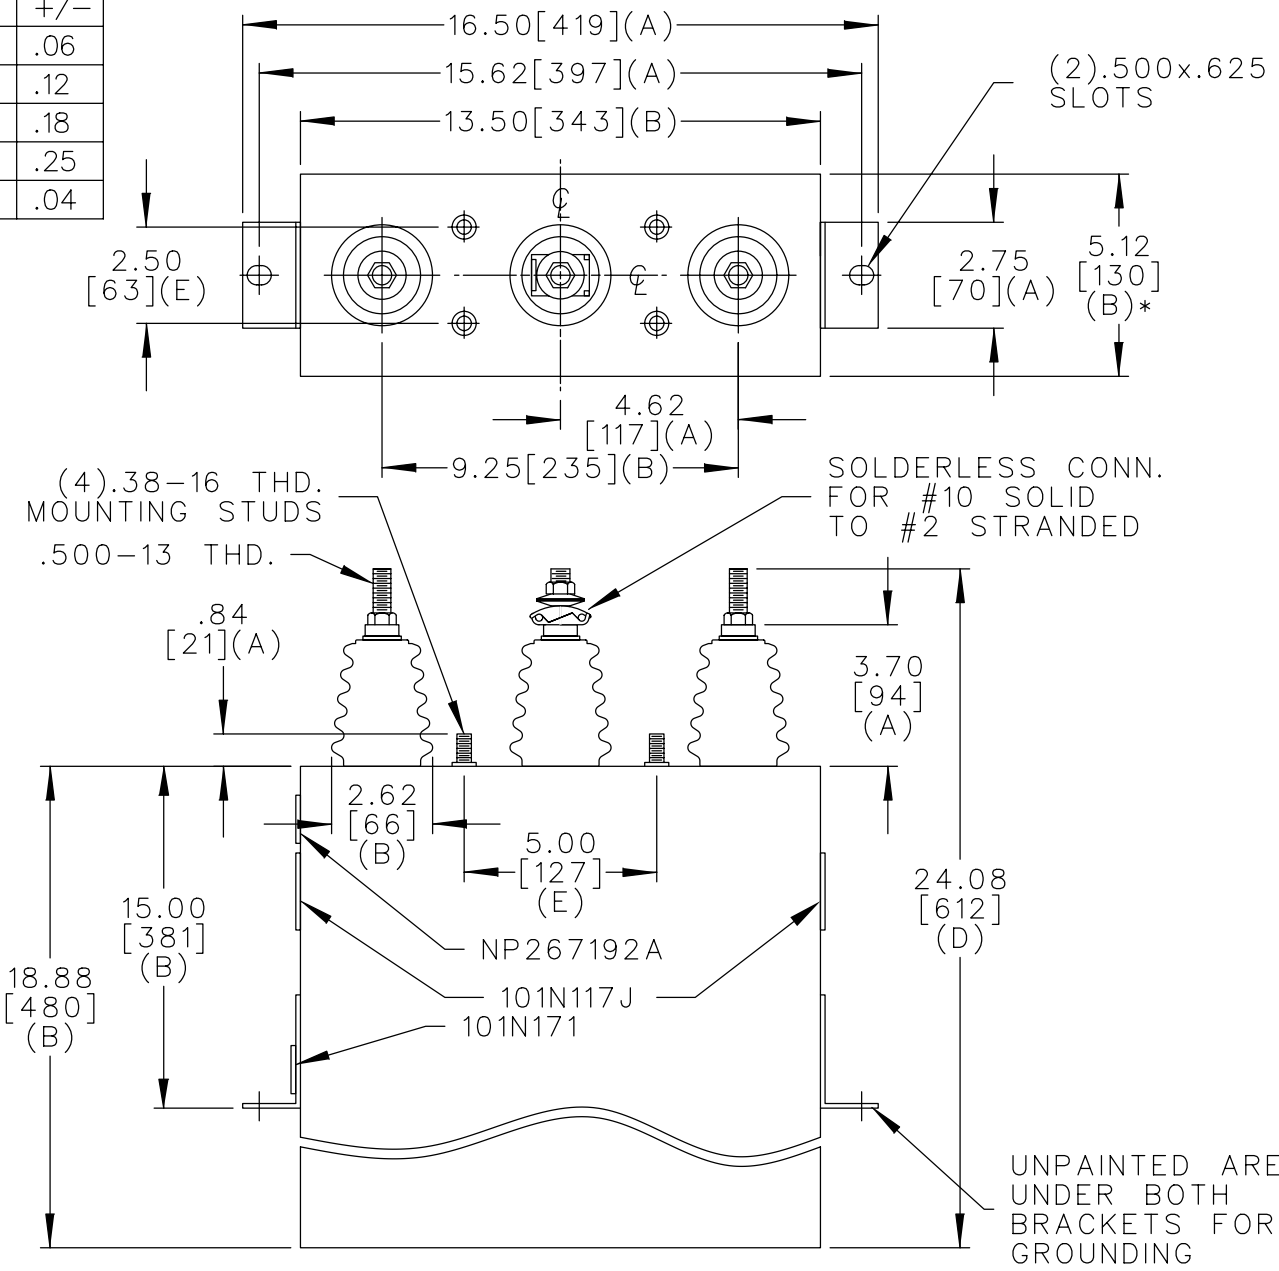 +/-
.06
.12
.18
.25
.04
16.50[419](A)
15.62[397](A)
13.50[343](B)
(2).500x.625
SLOTS
2.50
[63](E)
℄
℄
2.75
[70](A)
5.12
[130]
(B)*
4.62
[117](A)
9.25[235](B)
(4).38-16 THD.
MOUNTING STUDS
.500-13 THD.
SOLDERLESS CONN.
FOR #10 SOLID
TO #2 STRANDED
.84
[21](A)
3.70
[94]
(A)
2.62
[66]
(B)
5.00
[127]
(E)
24.08
[612]
(D)
15.00
[381]
(B)
18.88
[480]
(B)
NP267192A
101N117J
101N171
UNPAINTED ARE
UNDER BOTH
BRACKETS FOR
GROUNDING